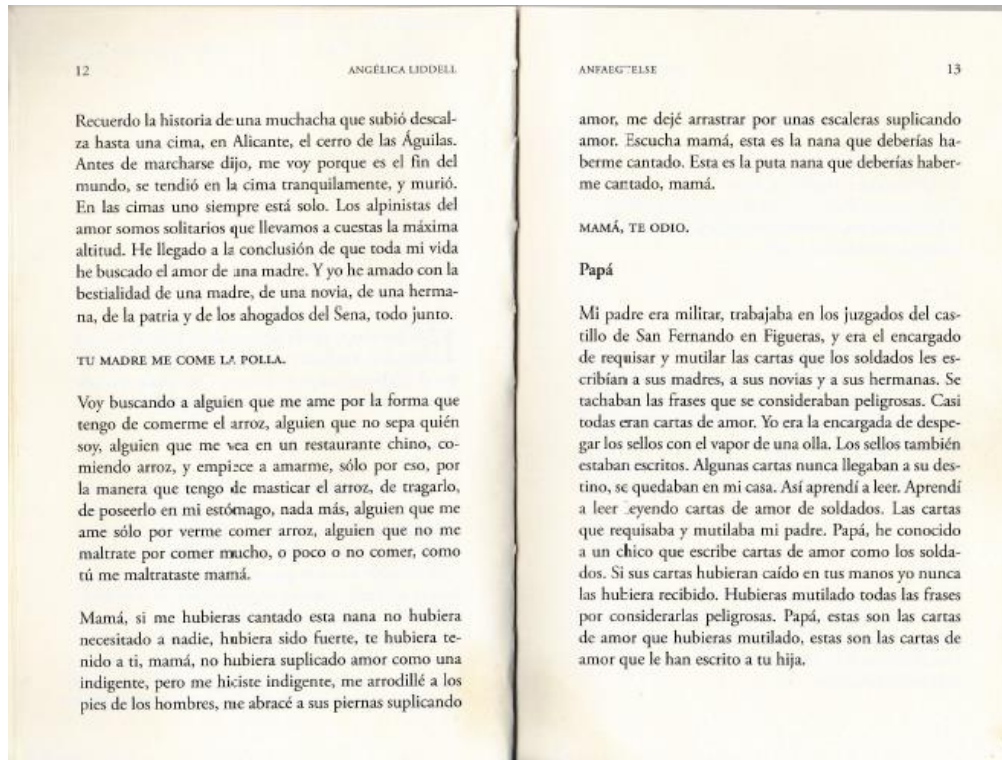 12
ANGÉLICA LIDDELL
Recuerdo la historia de una muchacha que subió descal-
za hasta una cima, en Alicante, el cerro de las Águilas.
Antes de marcharse dijo, me voy porque es el fin del
mundo, se tendió en la cima tranquilamente, y murió.
En las cimas uno siempre está solo. Los alpinistas del
amor somos solitarios que llevamos a cuestas la máxima
altitud. He llegado a la conclusión de que toda mi vida
he buscado el amor de una madre. Y yo he amado con la
bestialidad de una madre, de una novia, de una herma-
na, de la patria y de los ahogados del Sena, todo junto.
TU MADRE ME COME LA POLLA.
Voy buscando a alguien que me ame por la forma que
tengo de comerme el arroz, alguien que no sepa quién
soy, alguien que me vea en un restaurante chino, co-
miendo arroz, y empiece a amarme, sólo por eso, por
la manera que tengo de masticar el arroz, de tragarlo,
de poseerlo en mi estómago, nada más, alguien que me
ame sólo por verme comer arroz, alguien que no me
maltrate por comer mucho, o poco o no comer, como
tú me maltrataste mamá.
Mamá, si me hubieras cantado esta nana no hubiera
necesitado a nadie, hubiera sido fuerte, te hubiera te-
nido a ti, mamá, no hubiera suplicado amor como una
indigente, pero me hiciste indigente, me arrodillé a los
pies de los hombres, me abracé a sus piernas suplicando
ANFAEGTELSE
13
amor, me dejé arrastrar por unas escaleras suplicando
amor. Escucha mamá, esta es la nana que deberías ha-
berme cantado. Esta es la puta nana que deberías haber-
me cantado, mamá.
MAMÁ, TE ODIO.
Papá
Mi padre era militar, trabajaba en los juzgados del cas-
tillo de San Fernando en Figueras, y era el encargado
de requisar y mutilar las cartas que los soldados les es-
cribían a sus madres, a sus novias y a sus hermanas. Se
tachaban las frases que se consideraban peligrosas. Casi
todas eran cartas de amor. Yo era la encargada de despe-
gar los sellos con el vapor de una olla. Los sellos también
estaban escritos. Algunas cartas nunca llegaban a su des-
tino, se quedaban en mi casa. Así aprendí a leer. Aprendí
a leer leyendo cartas de amor de soldados. Las cartas
que requisaba y mutilaba mi padre. Papá, he conocido
a un chico que escribe cartas de amor como los solda-
dos. Si sus cartas hubieran caído en tus manos yo nunca
las hubiera recibido. Hubieras mutilado todas las frases
por considerarlas peligrosas. Papá, estas son las cartas
de amor que hubieras mutilado, estas son las cartas de
amor que le han escrito a tu hija.